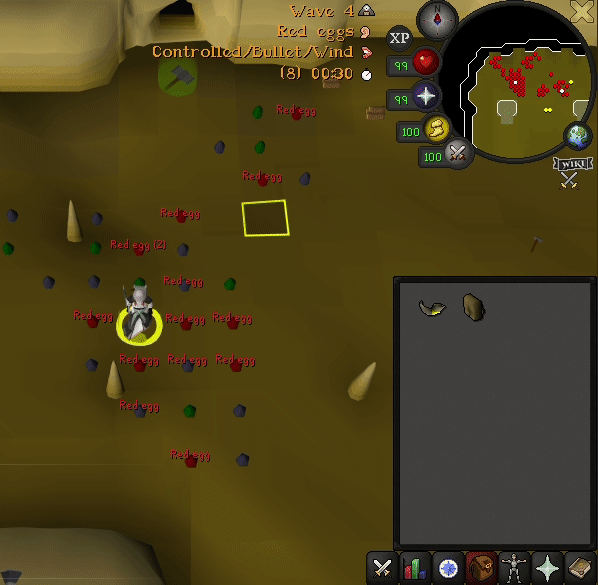 Wave 4
Red eggs
Controlled/Bullet/Wind
(8) 00:30
XP
N
99
99
100
100
WIKI
Red egg
Red egg
Red egg
Red egg (2)
Red egg
Red egg Red egg Red egg
Red egg Red egg Red egg
Red egg
Red egg